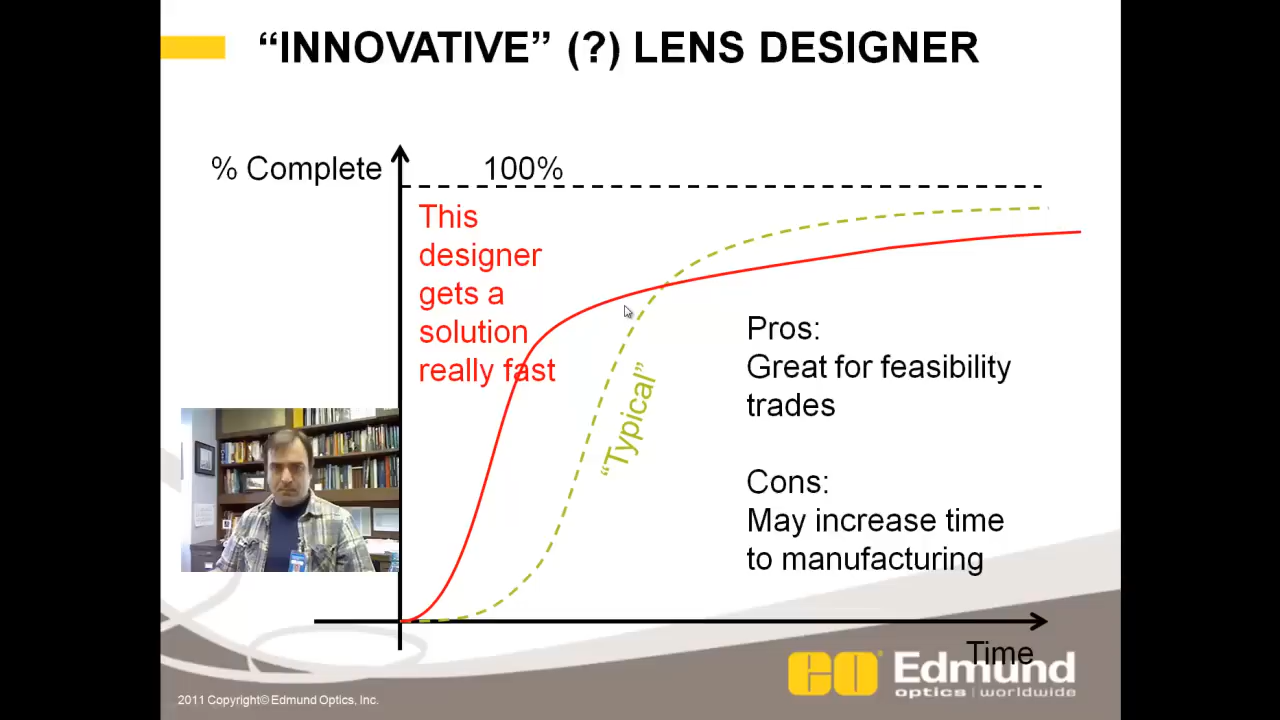 “INNOVATIVE” (?) LENS DESIGNER
% Complete
100%
This
designer
gets a
solution
really fast
“Typical”
Pros:
Great for feasibility
trades
Cons:
May increase time
to manufacturing
Time
EO® Edmund
optics | worldwide
2011 Copyright© Edmund Optics, Inc.